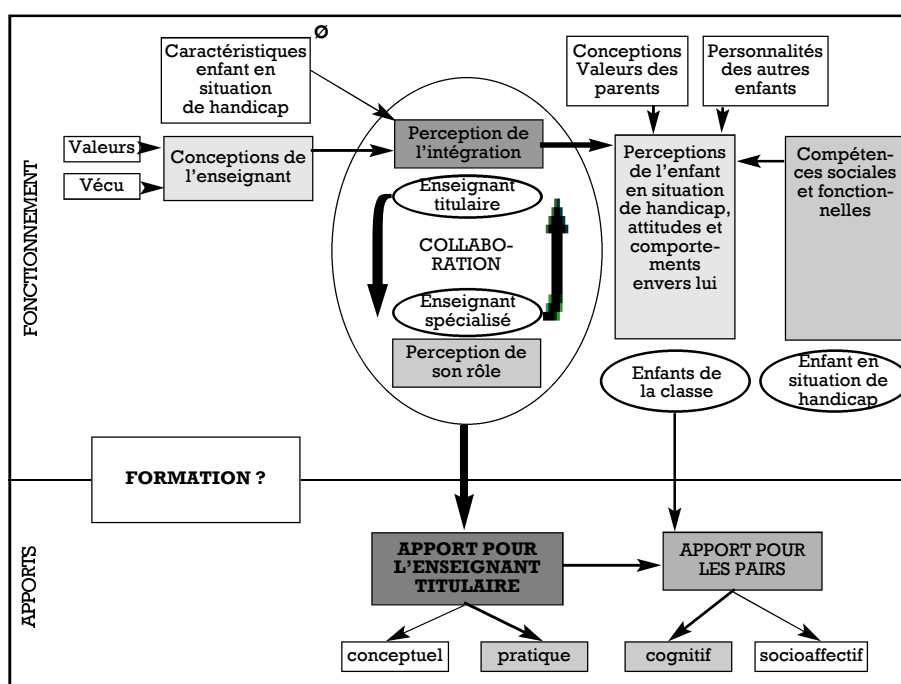 Ø
Caractéristiques
enfant en
situation
de handicap
Conceptions
Valeurs des
parents
Personnalités
des autres
enfants
FONCTIONNEMENT
Valeurs
Vécu
Conceptions de
l'enseignant
Perception de
l'intégration
Enseignant
titulaire
COLLABO-
RATION
Enseignant
spécialisé
Perception de
son rôle
Perceptions
de l'enfant
en situation
de handicap,
attitudes et
comporte-
ments
envers lui
Compéten-
ces sociales
et fonction-
nelles
Enfants de
la classe
Enfant en
situation de
handicap
FORMATION ?
APPORTS
APPORT POUR
L'ENSEIGNANT
TITULAIRE
APPORT POUR
LES PAIRS
conceptuel
pratique
cognitif
socioaffectif